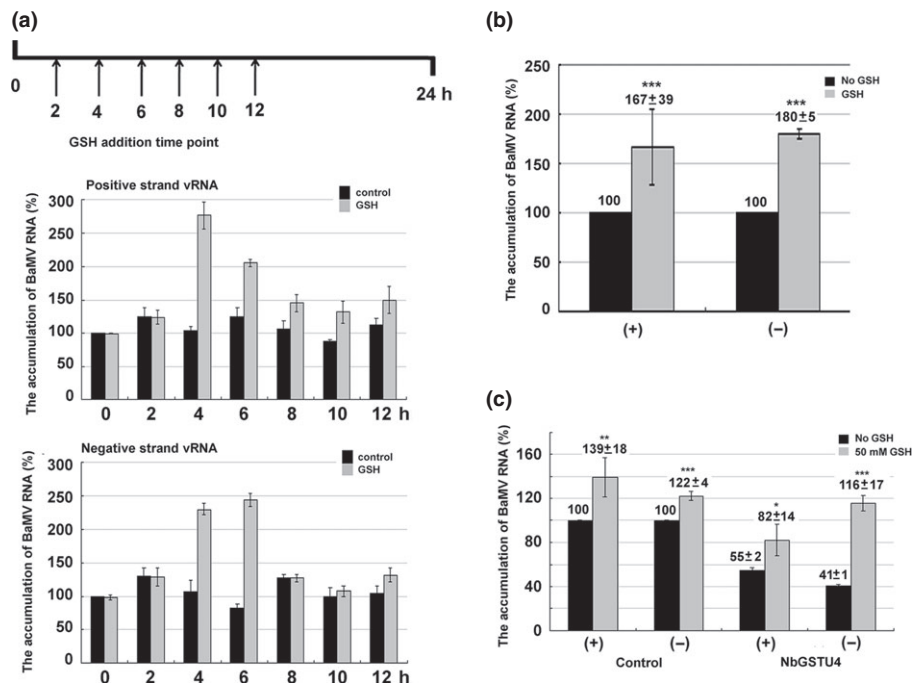 (a)
0
2 4 6 8 10 12
24 h
GSH addition time point
Positive strand vRNA
control
GSH
The accumulation of BaMV RNA (%)
300
250
200
150
100
50
0
0 2 4 6 8 10 12 h
Negative strand vRNA
control
GSH
The accumulation of BaMV RNA (%)
300
250
200
150
100
50
0
0 2 4 6 8 10 12 h
(b)
No GSH
GSH
The accumulation of BaMV RNA (%)
250
200
150
100
50
0
100
***
167±39
100
***
180±5
(+) (−)
(c)
No GSH
50 mM GSH
The accumulation of BaMV RNA (%)
160
120
80
40
0
100
**
139±18
100
***
122±4
55±2
*
82±14
41±1
***
116±17
(+) (−) (+) (−)
Control NbGSTU4